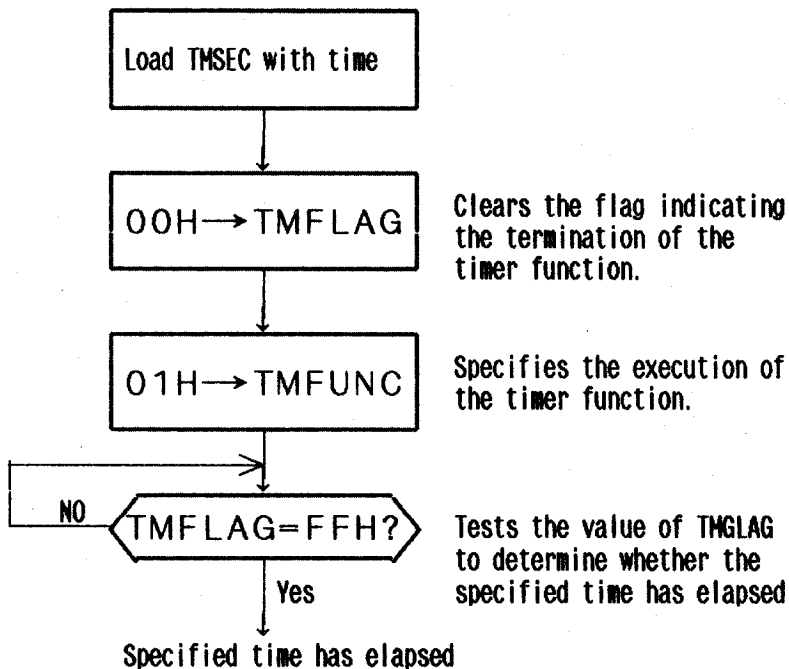 Load TMSEC with time
00H→TMFLAG
Clears the flag indicating
the termination of the
timer function.
01H→TMFUNC
Specifies the execution of
the timer function.
NO
TMFLAG=FFH?
Tests the value of TMGLAG
to determine whether the
specified time has elapsed
Yes
Specified time has elapsed